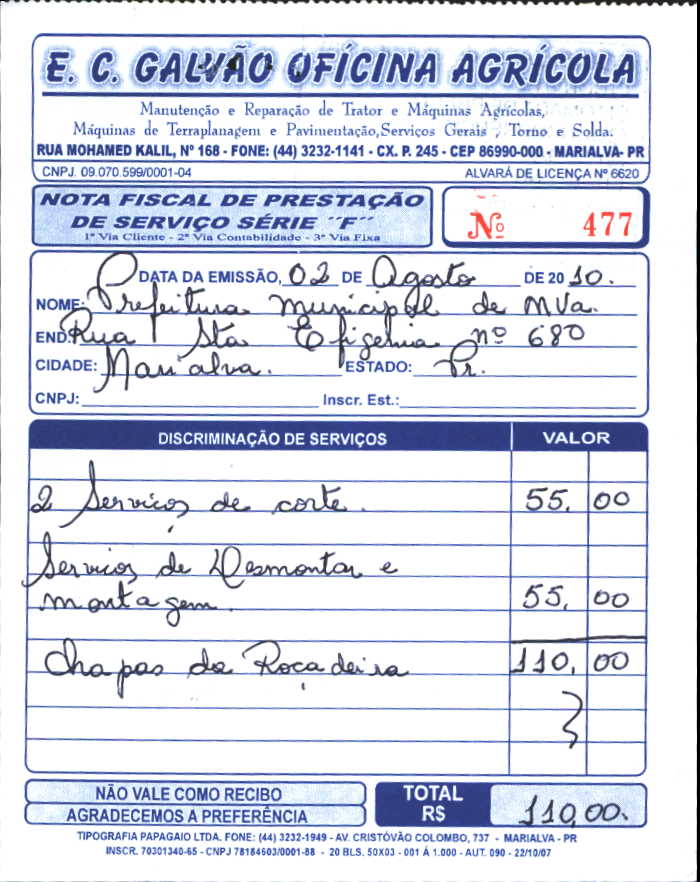 E. C. GALVÃO OFÍCINA AGRÍCOLA
Manutenção e Reparação de Trator e Máquinas Agrícolas,
Máquinas de Terraplanagem e Pavimentação, Serviços Gerais, Torno e Solda.
RUA MOHAMED KALIL, Nº 168 - FONE: (44) 3232-1141 - CX. P. 245 - CEP 86990-000 - MARIALVA- PR
CNPJ. 09.070.599/0001-04 ALVARÁ DE LICENÇA Nº 6620
NOTA FISCAL DE PRESTAÇÃO
DE SERVIÇO SÉRIE "F"
1ª Via Cliente - 2ª Via Contabilidade - 3ª Via Fixa
Nº 477
DATA DA EMISSÃO, 02 DE Agosto DE 2010.
NOME: Prefeitura Municipal de MVa.
END: Rua Sta Efigenia nº 680
CIDADE: Marialva. ESTADO: Pr.
CNPJ: Inscr. Est.:
DISCRIMINAÇÃO DE SERVIÇOS VALOR
2 Serviços de corte. 55,00
Serviços de Desmontar e
montagem. 55,00
Chapas da Roçadeira 110,00
NÃO VALE COMO RECIBO
AGRADECEMOS A PREFERÊNCIA
TOTAL R$ 110,00.
TIPOGRAFIA PAPAGAIO LTDA. FONE: (44) 3232-1949 - AV. CRISTÓVÃO COLOMBO, 737 - MARIALVA - PR
INSCR. 70301340-65 - CNPJ 78184603/0001-88 - 20 BLS. 50X03 - 001 Á 1.000 - AUT. 090 - 22/10/07